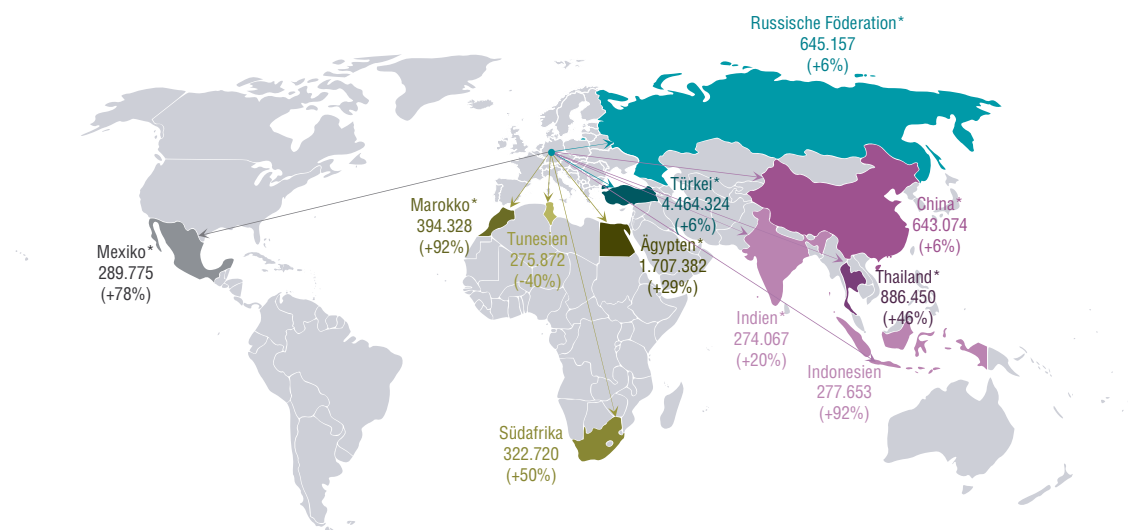 Russische Föderation*
645.157
(+6%)
Türkei*
4.464.324
(+6%)
China*
643.074
(+6%)
Marokko*
394.328
(+92%)
Tunesien
275.872
(-40%)
Ägypten*
1.707.382
(+29%)
Mexiko*
289.775
(+78%)
Thailand*
886.450
(+46%)
Indien*
274.067
(+20%)
Indonesien
277.653
(+92%)
Südafrika
322.720
(+50%)